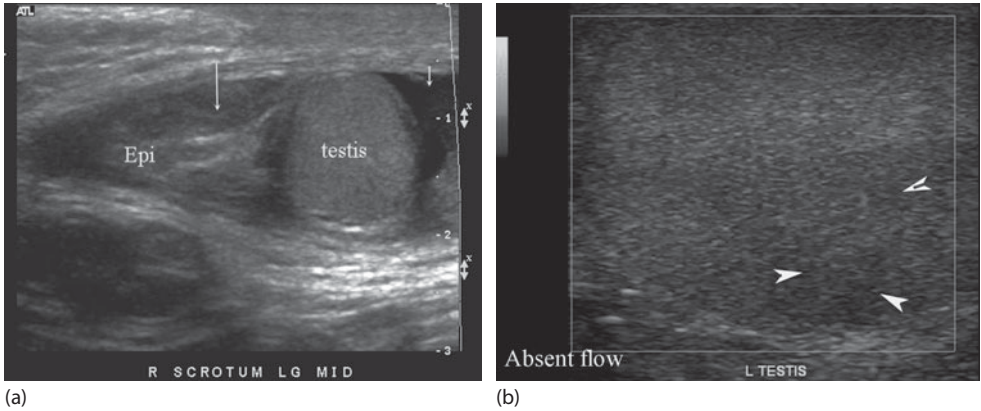 ATL
Epi
testis
x
- 1
- 2
x
- 3
R SCROTUM LG MID
(a)
Absent flow
L TESTIS
(b)